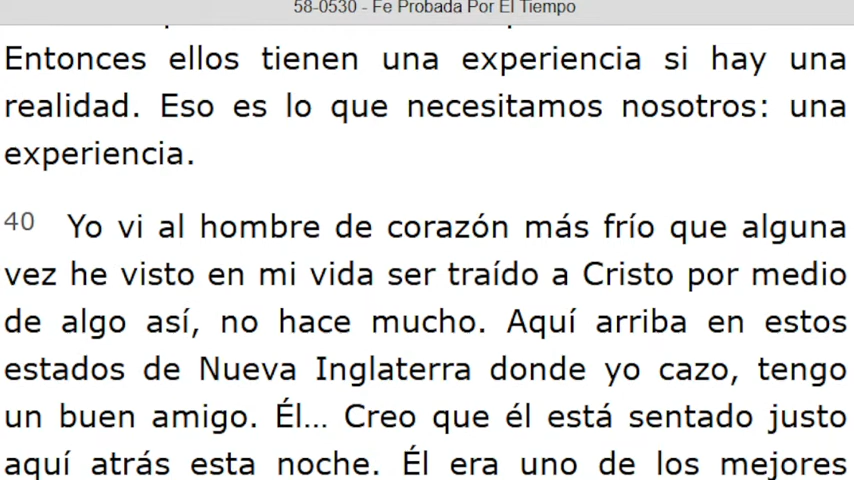 58-0530 - Fe Probada Por El Tiempo
Entonces ellos tienen una experiencia si hay una
realidad. Eso es lo que necesitamos nosotros: una
experiencia.
40 Yo vi al hombre de corazón más frío que alguna
vez he visto en mi vida ser traído a Cristo por medio
de algo así, no hace mucho. Aquí arriba en estos
estados de Nueva Inglaterra donde yo cazo, tengo
un buen amigo. Él... Creo que él está sentado justo
aquí atrás esta noche. Él era uno de los mejores